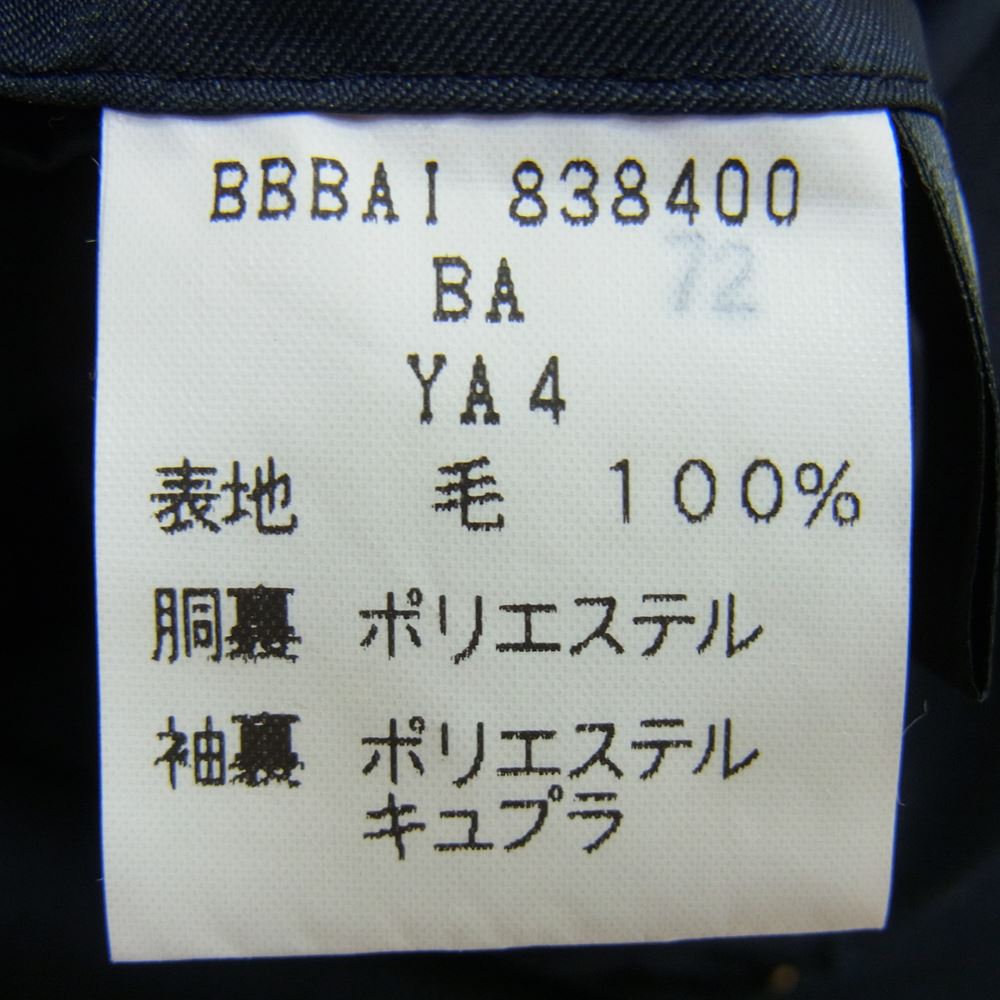 BBBAI 838400
BA 72
YA4
表地 毛 100%
胴裏 ポリエステル
袖裏 ポリエステル
キュプラ